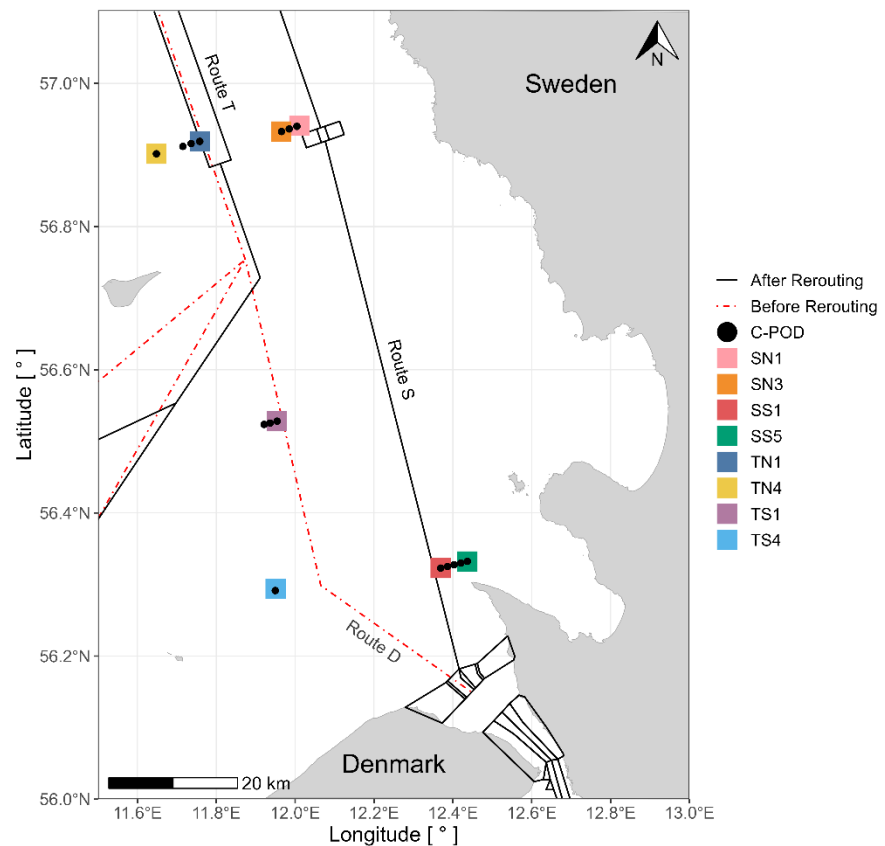 N
Sweden
Route T
Route S
Route D
Denmark
20 km
57.0°N
56.8°N
56.6°N
56.4°N
56.2°N
56.0°N
11.6°E
11.8°E
12.0°E
12.2°E
12.4°E
12.6°E
12.8°E
13.0°E
Latitude [ ° ]
Longitude [ ° ]
After Rerouting
Before Rerouting
C-POD
SN1
SN3
SS1
SS5
TN1
TN4
TS1
TS4